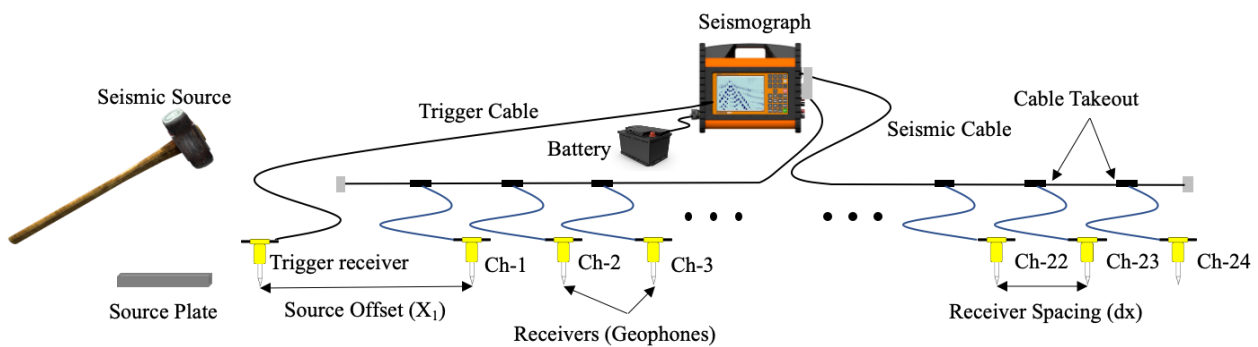 Seismograph
Seismic Source
Trigger Cable
Cable Takeout
Battery
Seismic Cable
Trigger receiver
Ch-1
Ch-2
Ch-3
Ch-22
Ch-23
Ch-24
Source Plate
Source Offset (X₁)
Receivers (Geophones)
Receiver Spacing (dx)